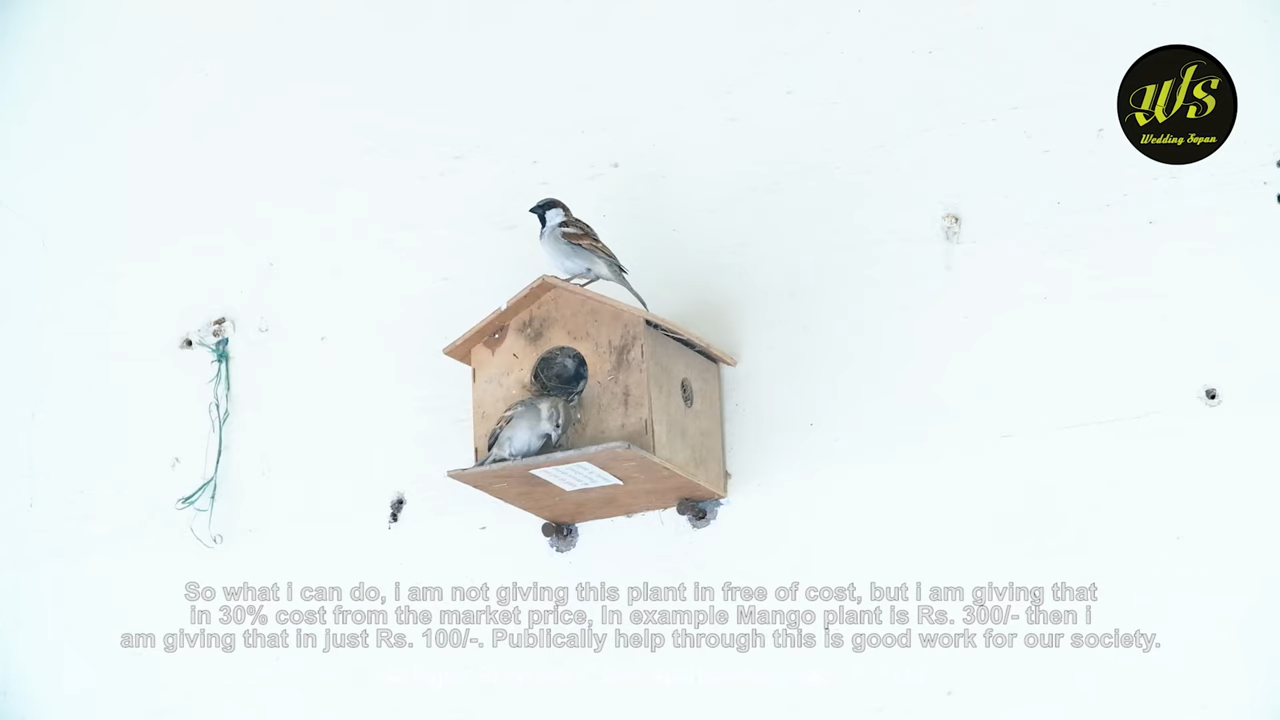 WS
Wedding Sopan
So what i can do, i am not giving this plant in free of cost, but i am giving that
in 30% cost from the market price, In example Mango plant is Rs. 300/- then i
am giving that in just Rs. 100/-. Publically help through this is good work for our society.